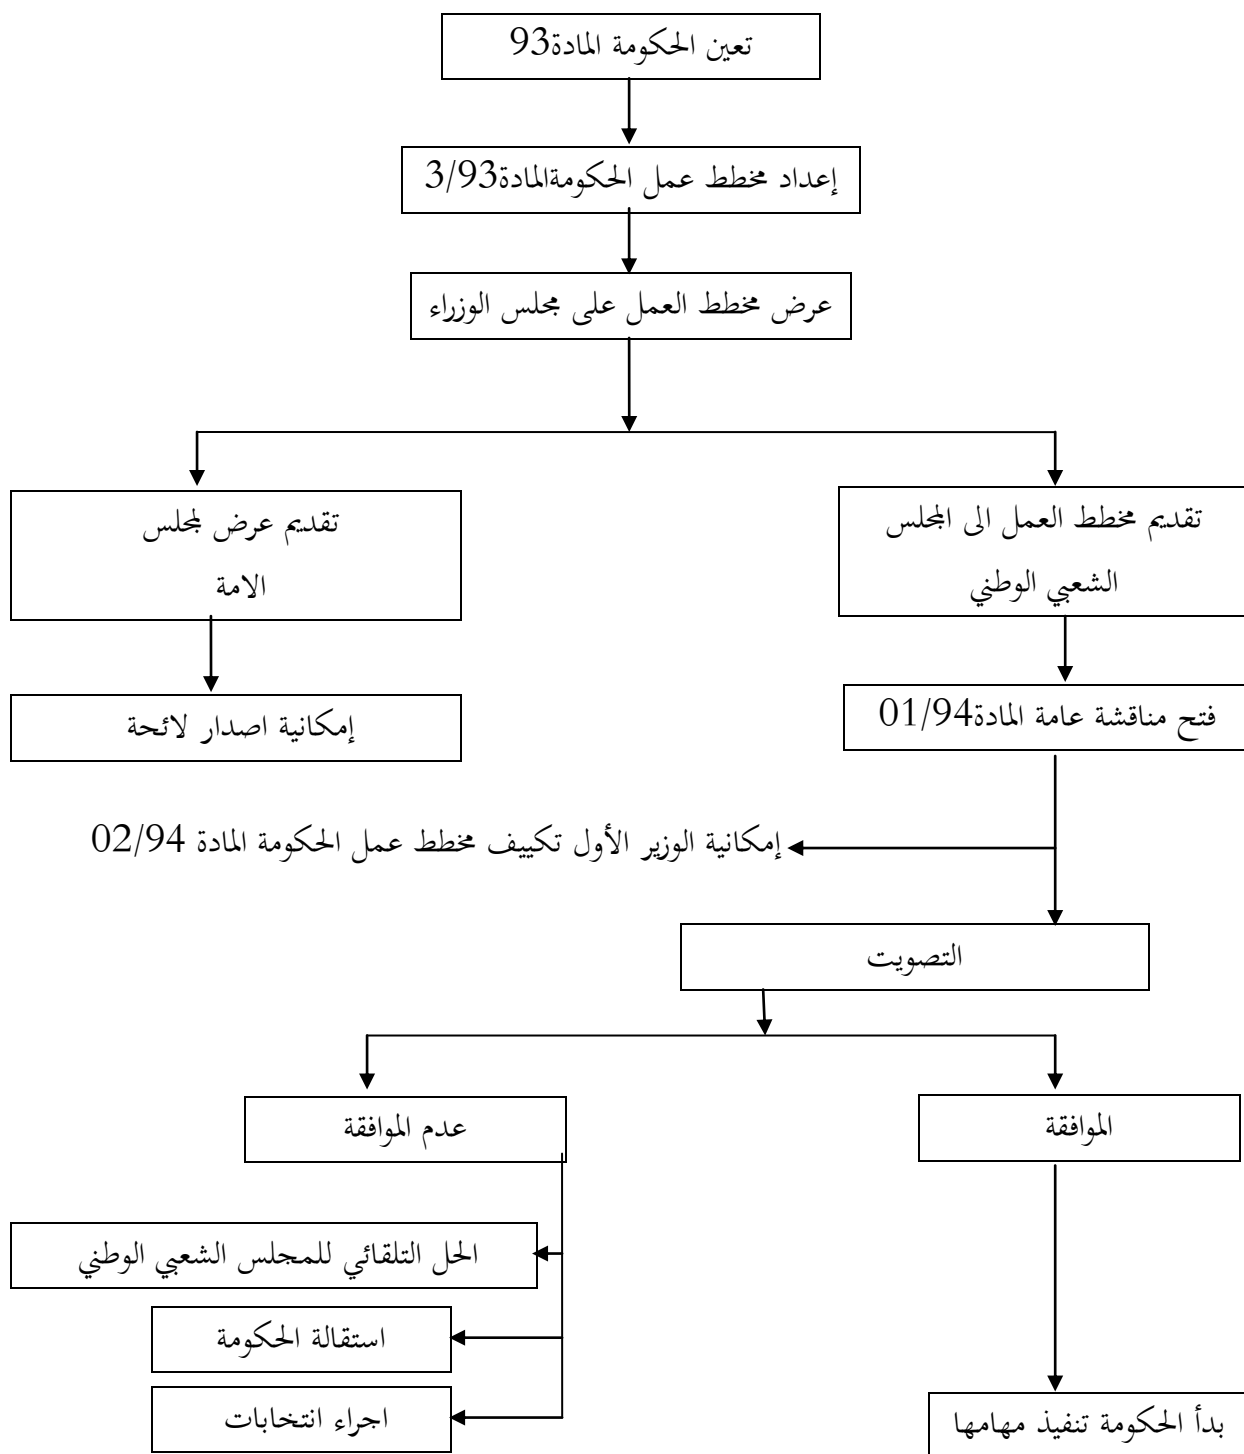 تعين الحكومة المادة93
إعداد مخطط عمل الحكومةالمادة3/93
عرض مخطط العمل على مجلس الوزراء
تقديم مخطط العمل الى المجلس
الشعبي الوطني
تقديم عرض لمجلس
الامة
فتح مناقشة عامة المادة01/94
إمكانية اصدار لائحة
إمكانية الوزير الأول تكييف مخطط عمل الحكومة المادة 02/94
التصويت
الموافقة
عدم الموافقة
الحل التلقائي للمجلس الشعبي الوطني
استقالة الحكومة
اجراء انتخابات
بدأ الحكومة تنفيذ مهامها